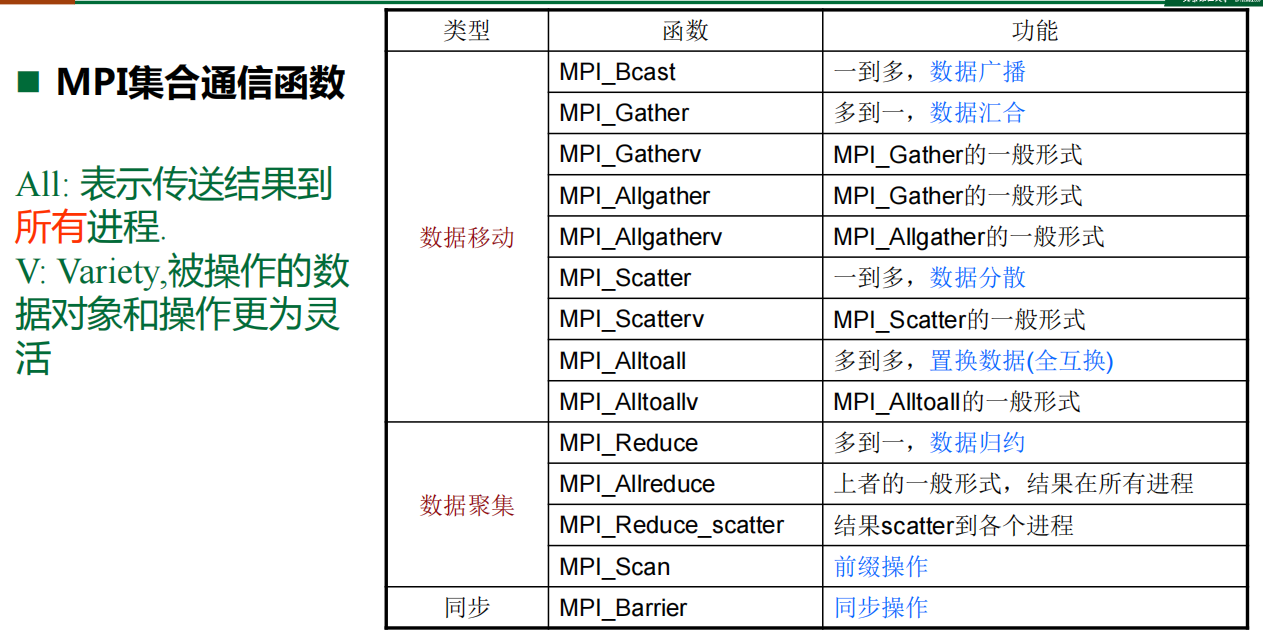 MPI集合通信函数
All: 表示传送结果到
所有进程.
V: Variety,被操作的数
据对象和操作更为灵
活
类型 函数 功能
数据移动
MPI_Bcast 一到多，数据广播
MPI_Gather 多到一，数据汇合
MPI_Gatherv MPI_Gather的一般形式
MPI_Allgather MPI_Gather的一般形式
MPI_Allgatherv MPI_Allgather的一般形式
MPI_Scatter 一到多，数据分散
MPI_Scatterv MPI_Scatter的一般形式
MPI_Alltoall 多到多，置换数据(全互换)
MPI_Alltoallv MPI_Alltoall的一般形式
数据聚集
MPI_Reduce 多到一，数据归约
MPI_Allreduce 上者的一般形式，结果在所有进程
MPI_Reduce_scatter 结果scatter到各个进程
MPI_Scan 前缀操作
同步 MPI_Barrier 同步操作